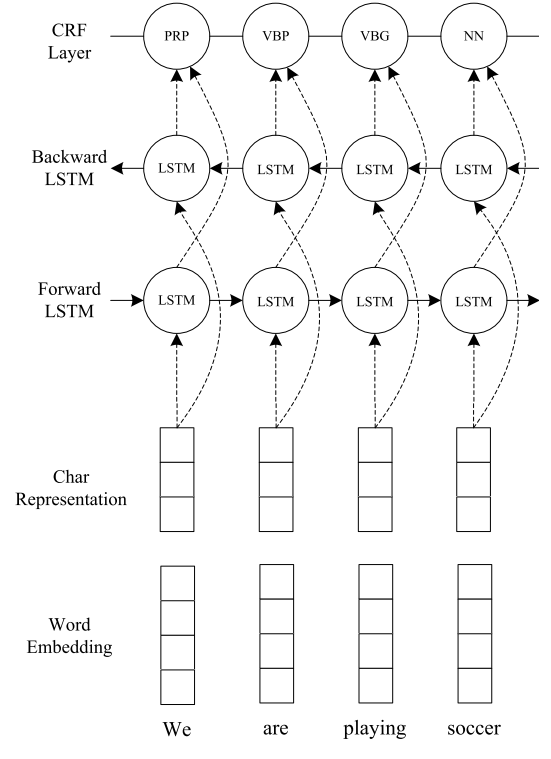 CRF
Layer
PRP VBP VBG NN
Backward
LSTM
LSTM LSTM LSTM LSTM
Forward
LSTM
LSTM LSTM LSTM LSTM
Char
Representation
Word
Embedding
We are playing soccer